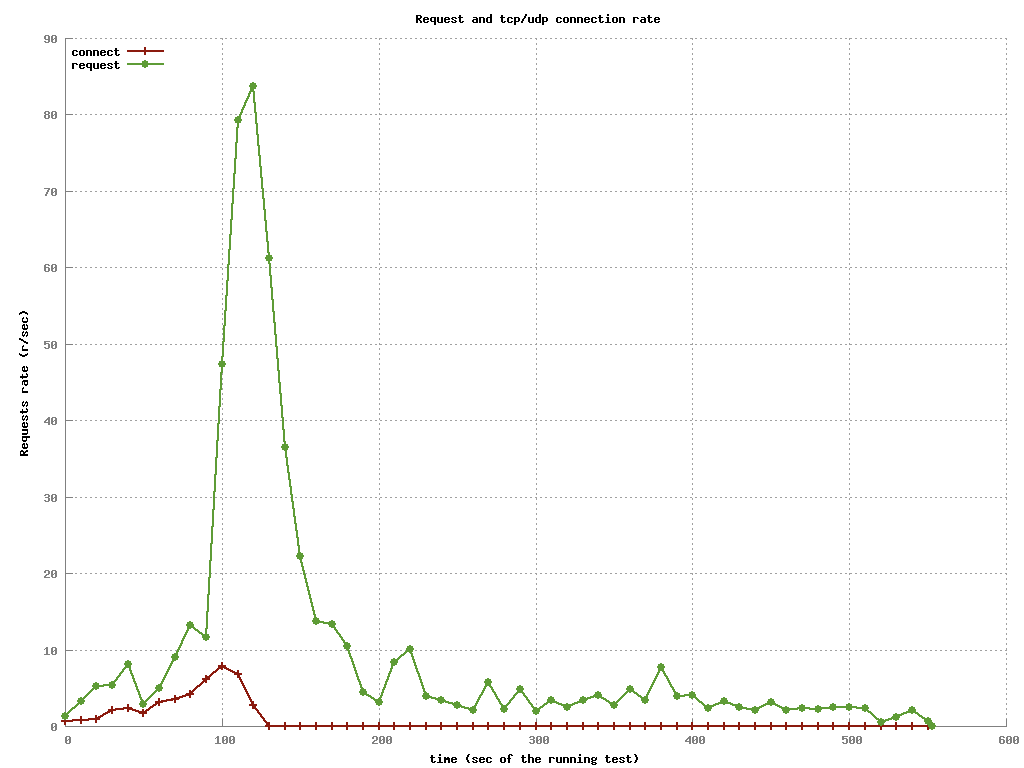 Request and tcp/udp connection rate
connect
request
90
80
70
60
50
40
30
20
10
0
Requests rate (r/sec)
0 100 200 300 400 500 600
time (sec of the running test)